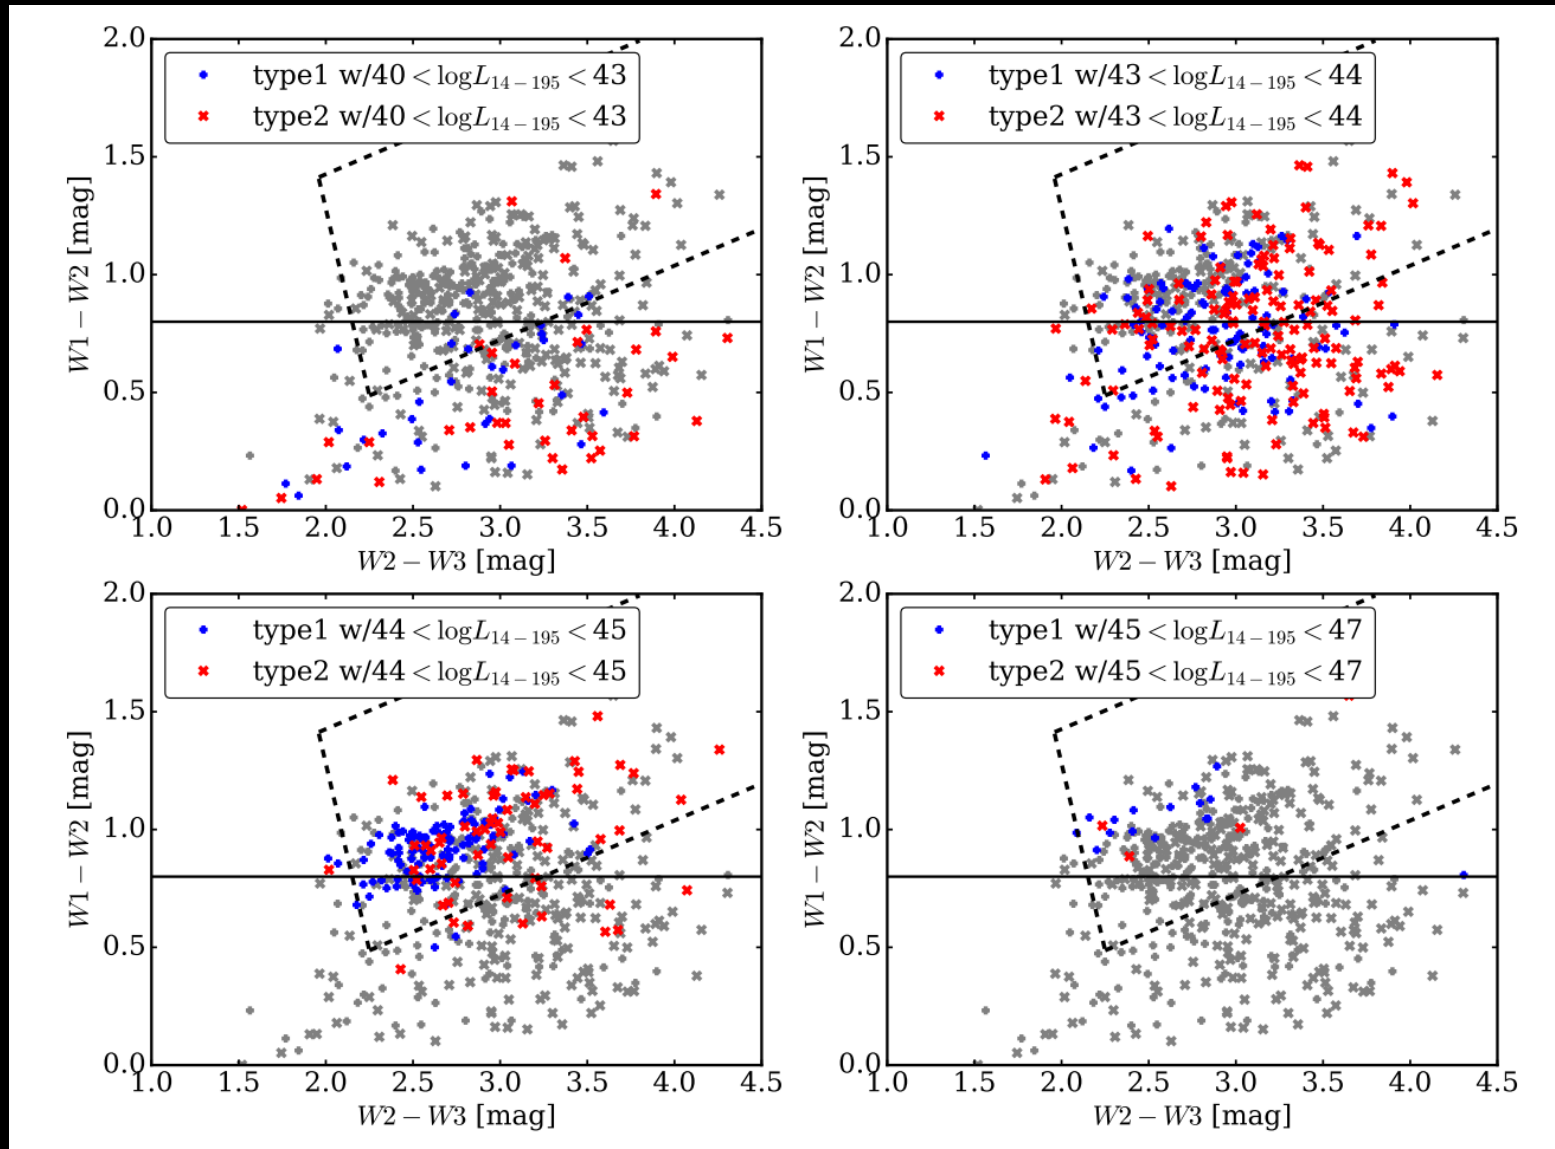 type1 w/40 < logL14−195 < 43
type2 w/40 < logL14−195 < 43
2.0
1.5
1.0
0.5
0.0
W1 − W2 [mag]
1.0 1.5 2.0 2.5 3.0 3.5 4.0 4.5
W2 − W3 [mag]
type1 w/43 < logL14−195 < 44
type2 w/43 < logL14−195 < 44
2.0
1.5
1.0
0.5
0.0
W1 − W2 [mag]
1.0 1.5 2.0 2.5 3.0 3.5 4.0 4.5
W2 − W3 [mag]
type1 w/44 < logL14−195 < 45
type2 w/44 < logL14−195 < 45
2.0
1.5
1.0
0.5
0.0
W1 − W2 [mag]
1.0 1.5 2.0 2.5 3.0 3.5 4.0 4.5
W2 − W3 [mag]
type1 w/45 < logL14−195 < 47
type2 w/45 < logL14−195 < 47
2.0
1.5
1.0
0.5
0.0
W1 − W2 [mag]
1.0 1.5 2.0 2.5 3.0 3.5 4.0 4.5
W2 − W3 [mag]